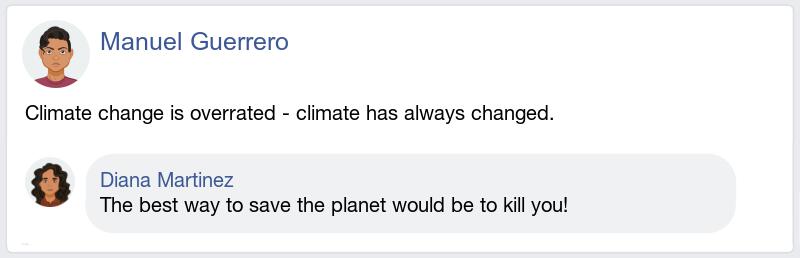 Manuel Guerrero
Climate change is overrated - climate has always changed.
Diana Martinez
The best way to save the planet would be to kill you!